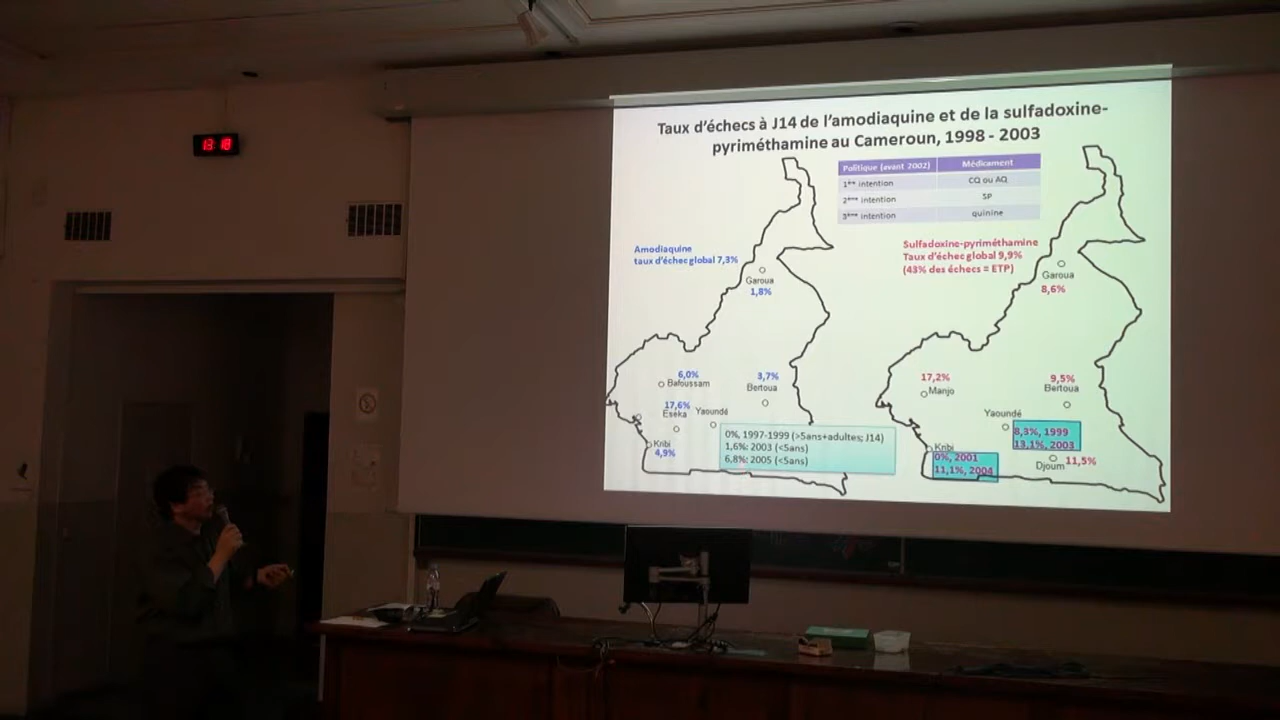 13:18
Taux d'échecs à J14 de l'amodiaquine et de la sulfadoxine-
pyriméthamine au Cameroun, 1998 - 2003
Politique (avant 2002) Médicament
1ère intention CQ ou AQ
2ème intention SP
3ème intention quinine
Amodiaquine
taux d'échec global 7,3%
Garoua
1,8%
6,0%
Bafoussam
3,7%
Bertoua
17,6%
Eseka
Yaoundé
Kribi
4,9%
0%, 1997-1999 (>5ans+adultes; J14)
1,6%: 2003 (<5ans)
6,8%: 2005 (<5ans)
Sulfadoxine-pyriméthamine
Taux d'échec global 9,9%
(43% des échecs = ETP)
Garoua
8,6%
17,2%
Manjo
9,5%
Bertoua
Yaoundé
8,3%, 1999
13,1%, 2003
Kribi
0%, 2001
11,1%, 2004
Djoum 11,5%